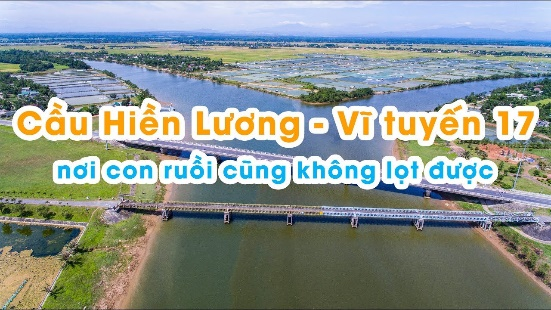 Cầu Hiền Lương - Vĩ tuyến 17
nơi con ruồi cũng không lọt được